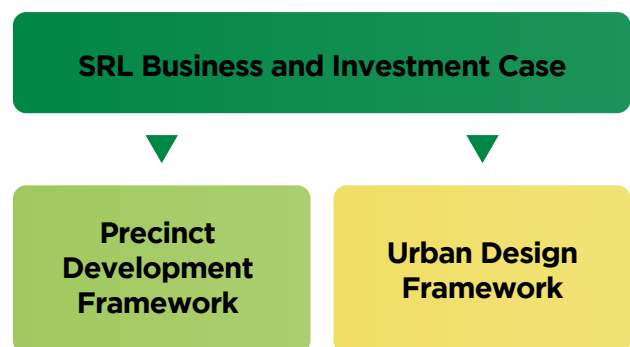 SRL Business and Investment Case
Precinct
Development
Framework
Urban Design
Framework